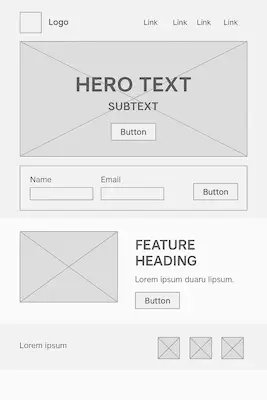 Logo Link Link Link Link
HERO TEXT
SUBTEXT
Button
Name Email
Button
FEATURE
HEADING
Lorem ipsum duaru lipsum.
Button
Lorem ipsum